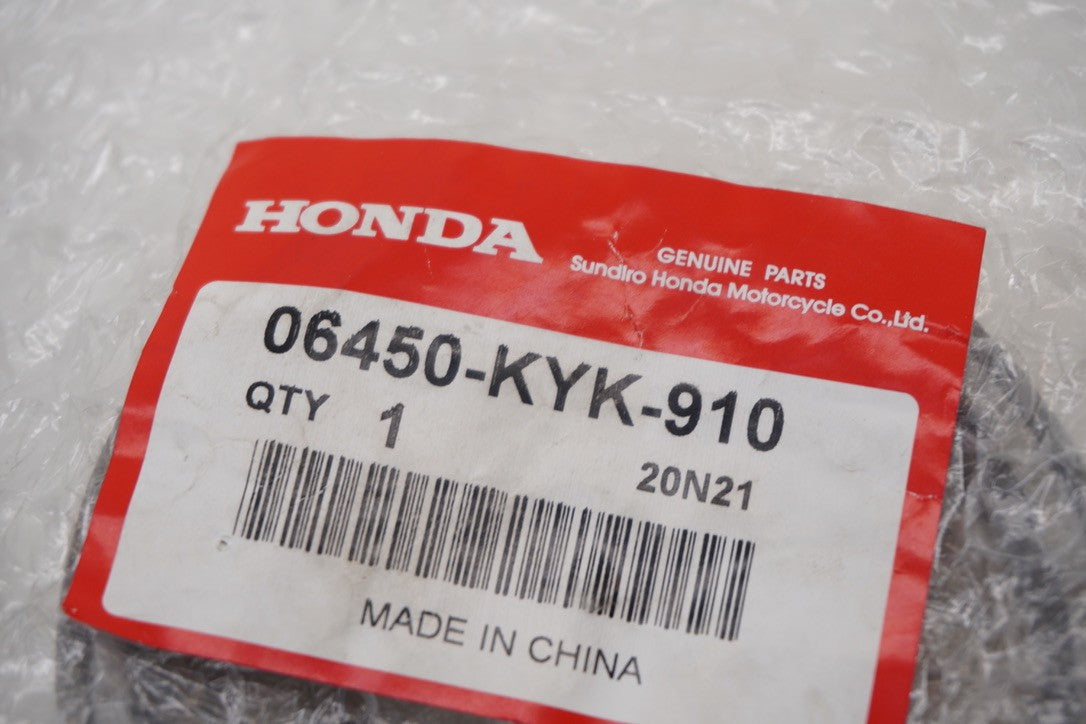 HONDA
GENUINE PARTS
Sundiro Honda Motorcycle Co.,Ltd.
06450-KYK-910
QTY 1
20N21
MADE IN CHINA